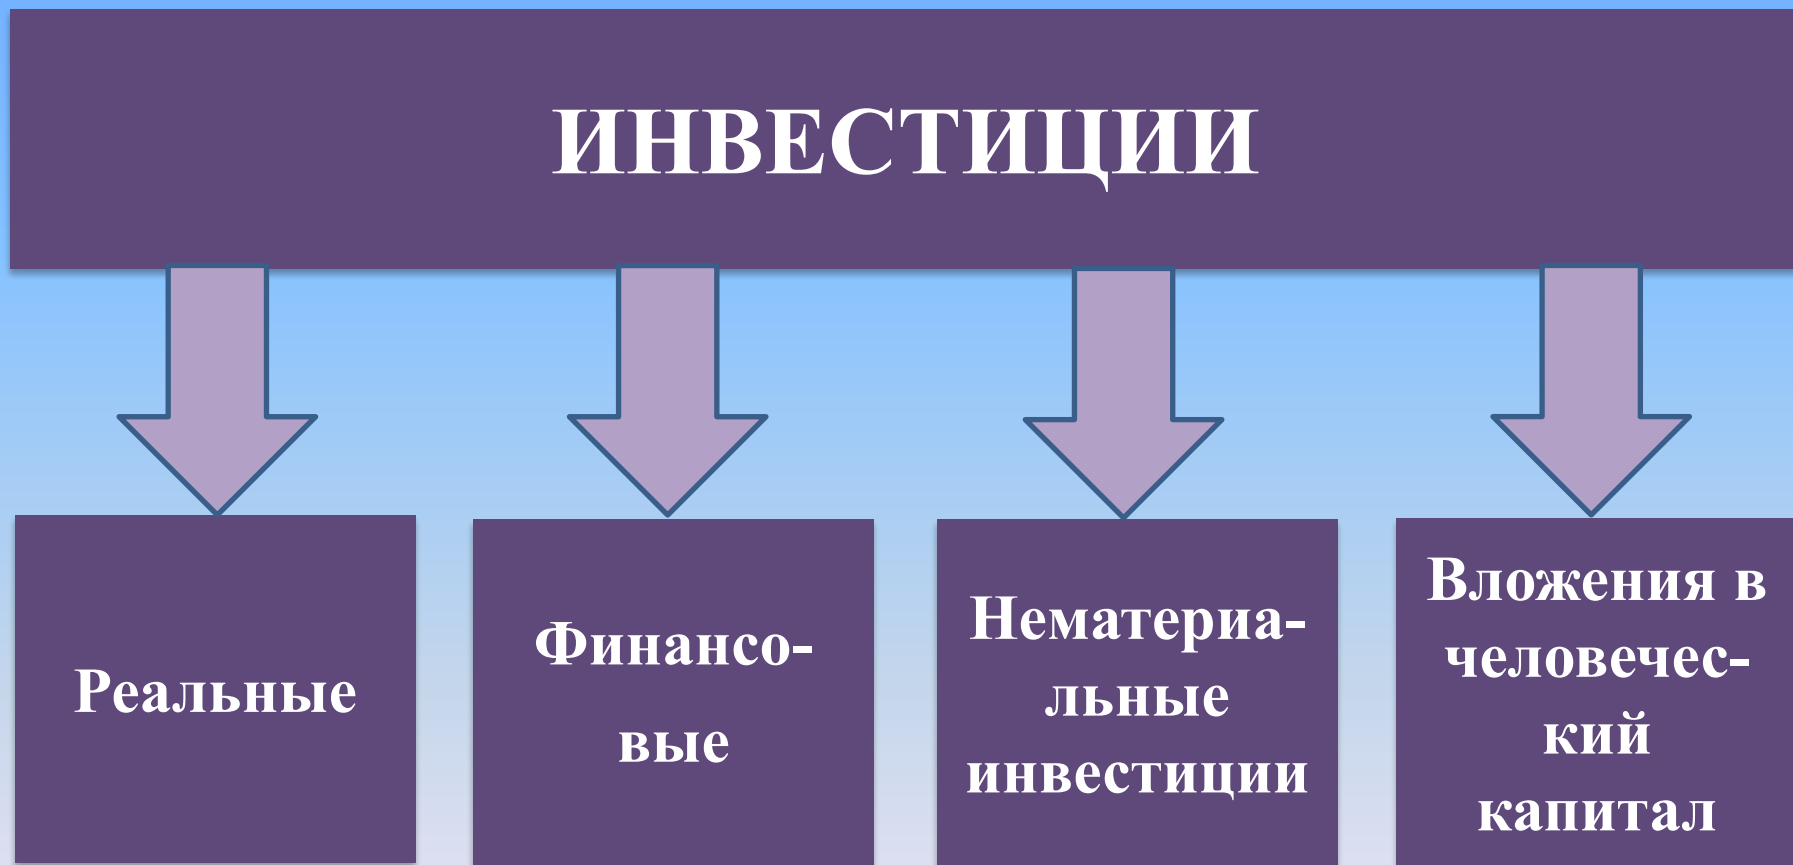 ИНВЕСТИЦИИ
Реальные
Финансо-
вые
Нематериа-
льные
инвестиции
Вложения в
человечес-
кий
капитал